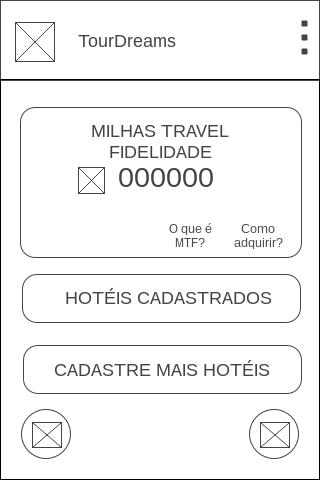 TourDreams
MILHAS TRAVEL
FIDELIDADE
000000
O que é
MTF?
Como
adquirir?
HOTÉIS CADASTRADOS
CADASTRE MAIS HOTÉIS